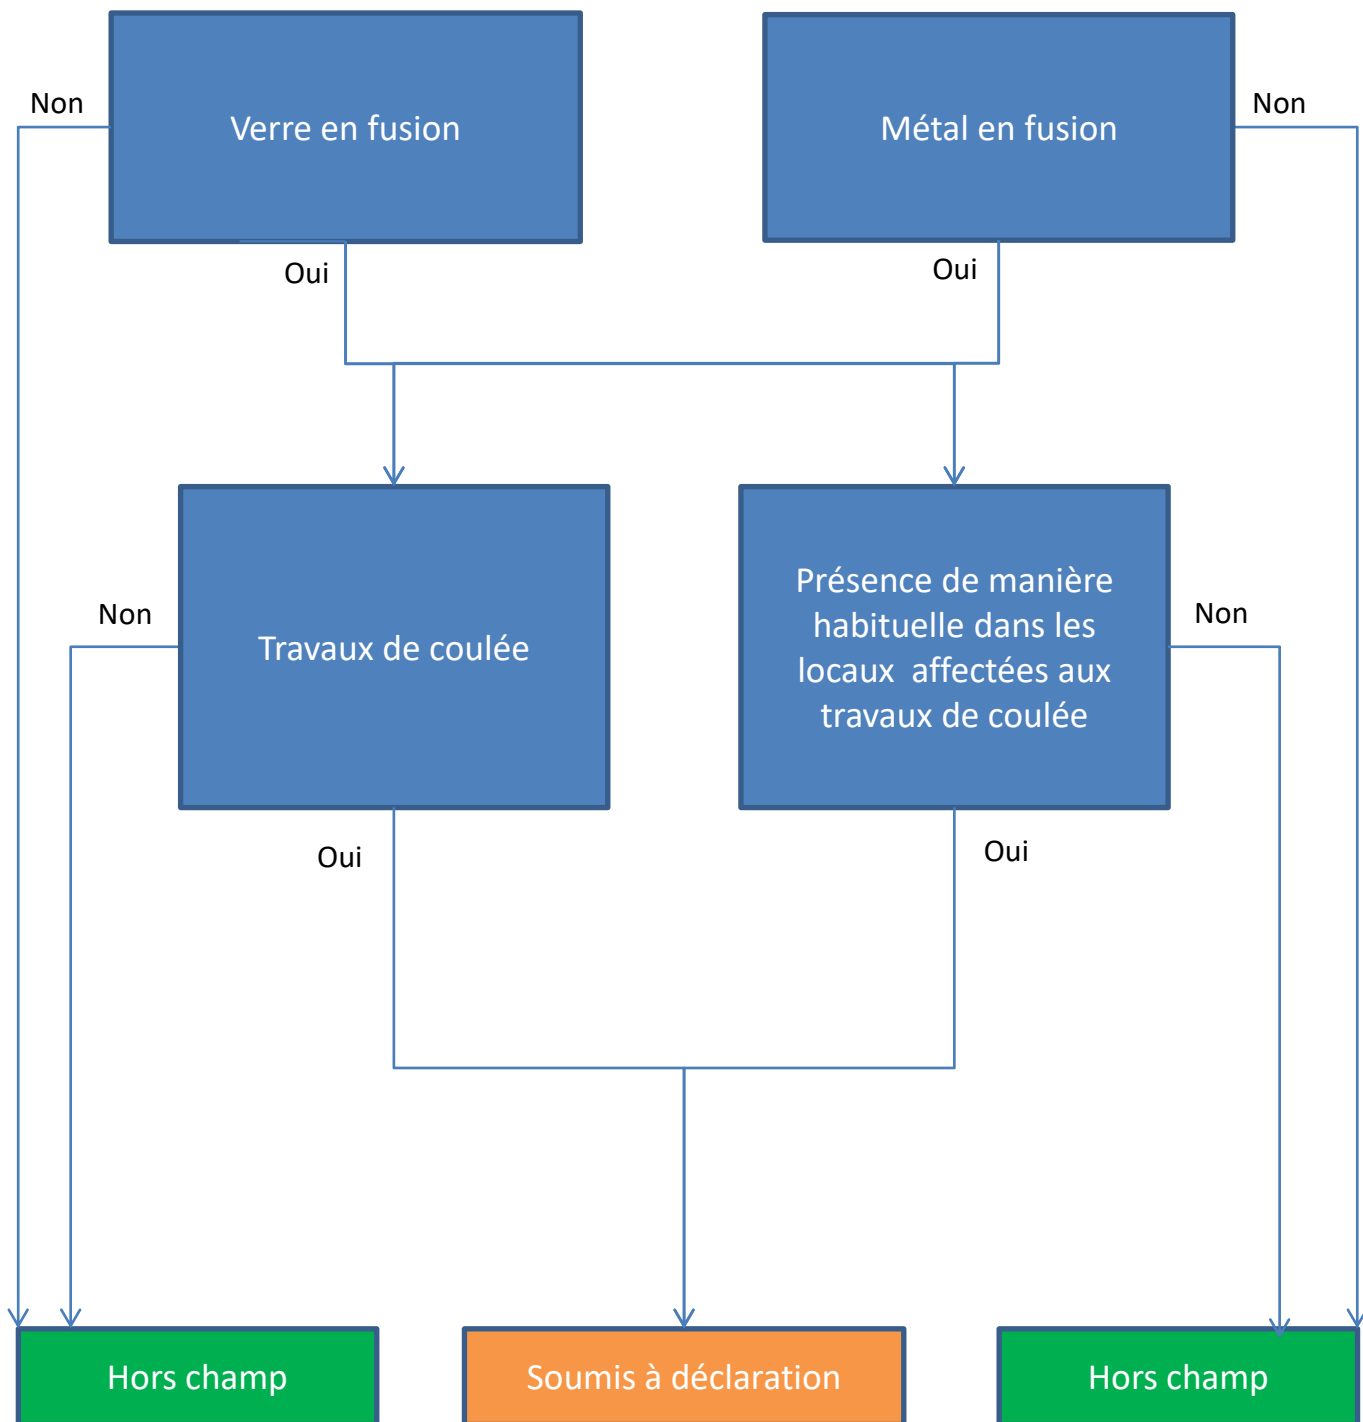 Non
Verre en fusion
Métal en fusion
Non
Oui
Oui
Non
Travaux de coulée
Présence de manière
habituelle dans les
locaux  affectées aux
travaux de coulée
Non
Oui
Oui
Hors champ
Soumis à déclaration
Hors champ